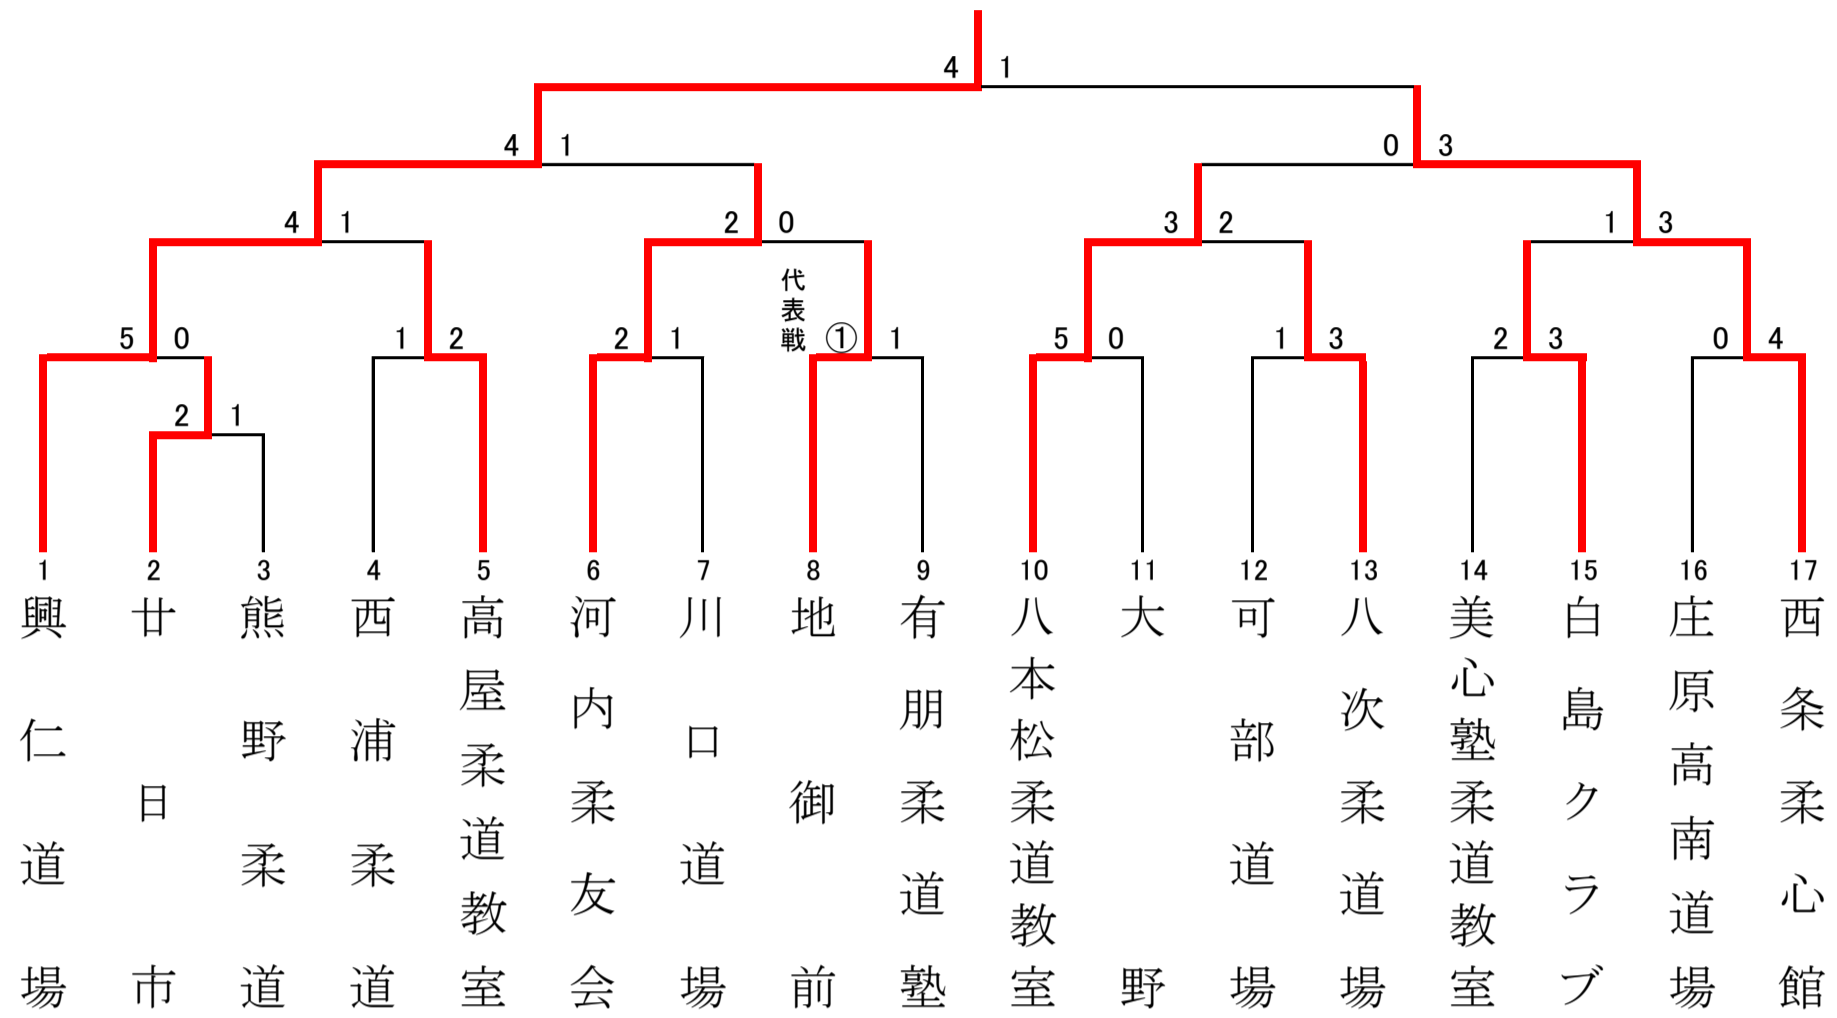 4 1
4 1
0 3
4 1
2 0
3 2
1 3
代表戦
5 0
1 2
2 1
① 1
5 0
1 3
2 3
0 4
2 1
1
2
3
4
5
6
7
8
9
10
11
12
13
14
15
16
17
興仁道場
廿日市
熊野柔道
西浦柔道
高屋柔道教室
河内柔友会
川口道場
地御前
有朋柔道塾
八本松柔道教室
大野
可部道場
八次柔道場
美心塾柔道教室
白島クラブ
庄原高南道場
西条柔心館